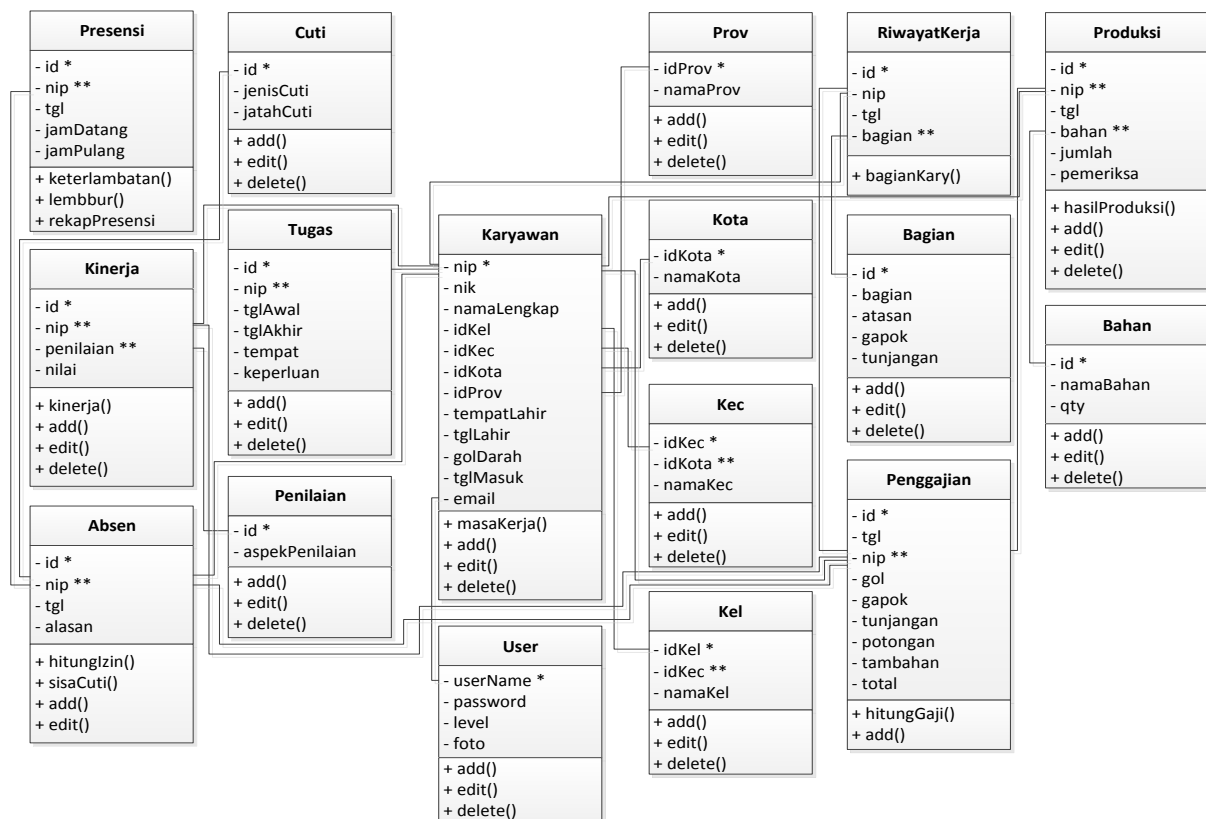 Presensi
- id *
- nip **
- tgl
- jamDatang
- jamPulang
+ keterlambatan()
+ lembbur()
+ rekapPresensi
Cuti
- id *
- jenisCuti
- jatahCuti
+ add()
+ edit()
+ delete()
Prov
- idProv *
- namaProv
+ add()
+ edit()
+ delete()
RiwayatKerja
- id *
- nip
- tgl
- bagian **
+ bagianKary()
Produksi
- id *
- nip **
- tgl
- bahan **
- jumlah
- pemeriksa
+ hasilProduksi()
+ add()
+ edit()
+ delete()
Kinerja
- id *
- nip **
- penilaian **
- nilai
+ kinerja()
+ add()
+ edit()
+ delete()
Tugas
- id *
- nip **
- tglAwal
- tglAkhir
- tempat
- keperluan
+ add()
+ edit()
+ delete()
Karyawan
- nip *
- nik
- namaLengkap
- idKel
- idKec
- idKota
- idProv
- tempatLahir
- tglLahir
- golDarah
- tglMasuk
- email
+ masaKerja()
+ add()
+ edit()
+ delete()
Kota
- idKota *
- namaKota
+ add()
+ edit()
+ delete()
Bagian
- id *
- bagian
- atasan
- gapok
- tunjangan
+ add()
+ edit()
+ delete()
Bahan
- id *
- namaBahan
- qty
+ add()
+ edit()
+ delete()
Absen
- id *
- nip **
- tgl
- alasan
+ hitungIzin()
+ sisaCuti()
+ add()
+ edit()
Penilaian
- id *
- aspekPenilaian
+ add()
+ edit()
+ delete()
User
- userName *
- password
- level
- foto
+ add()
+ edit()
+ delete()
Kec
- idKec *
- idKota **
- namaKec
+ add()
+ edit()
+ delete()
Kel
- idKel *
- idKec **
- namaKel
+ add()
+ edit()
+ delete()
Penggajian
- id *
- tgl
- nip **
- gol
- gapok
- tunjangan
- potongan
- tambahan
- total
+ hitungGaji()
+ add()